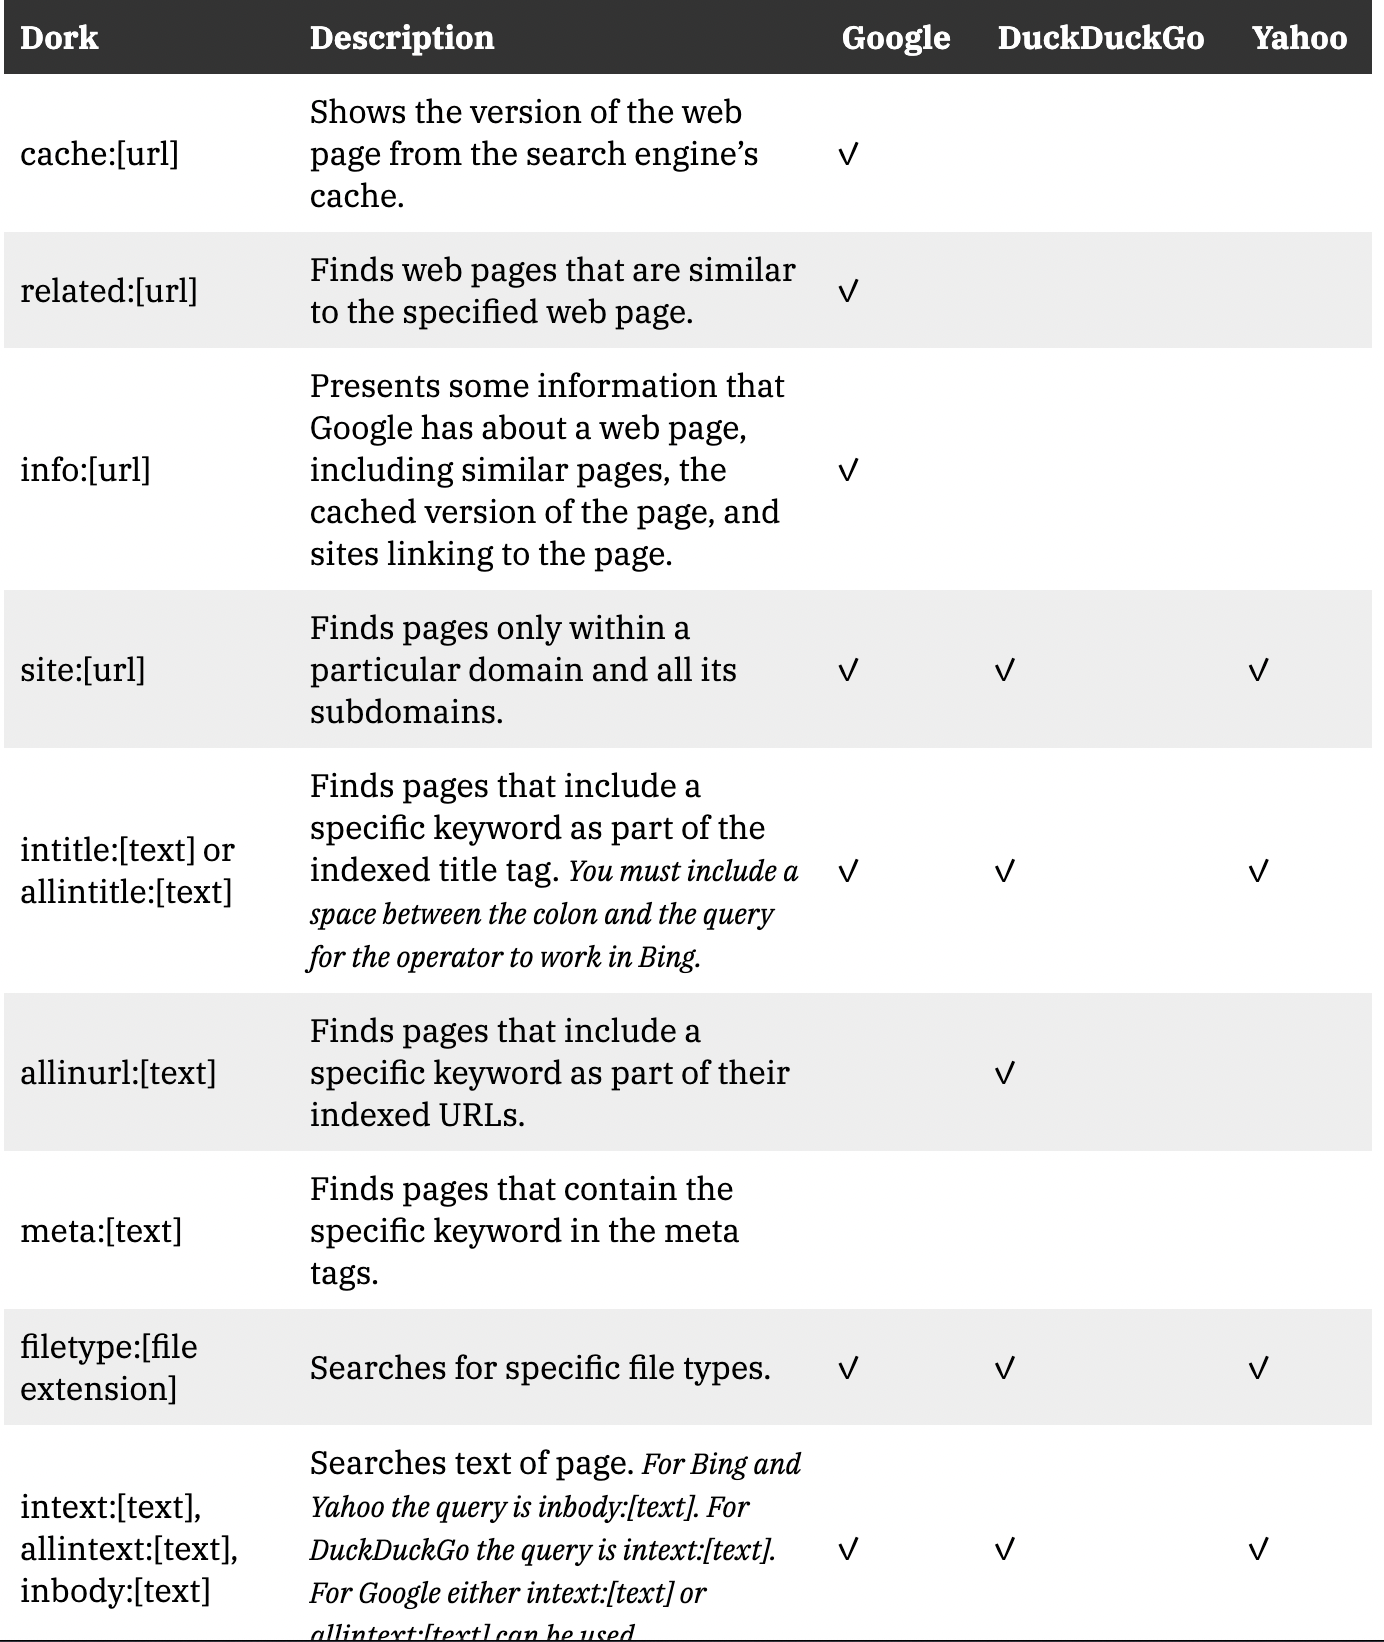 Dork Description Google DuckDuckGo Yahoo
Shows the version of the web
cache:[url] page from the search engine’s ✓
cache.
Finds web pages that are similar
related:[url] ✓
to the specified web page.
Presents some information that
Google has about a web page,
info:[url] including similar pages, the ✓
cached version of the page, and
sites linking to the page.
Finds pages only within a
site:[url] particular domain and all its ✓ ✓ ✓
subdomains.
Finds pages that include a
intitle:[text] or specific keyword as part of the
allintitle:[text] indexed title tag. You must include a ✓ ✓ ✓
space between the colon and the query
for the operator to work in Bing.
Finds pages that include a
allinurl:[text] specific keyword as part of their ✓
indexed URLs.
Finds pages that contain the
meta:[text] specific keyword in the meta
tags.
filetype:[file
extension] Searches for specific file types. ✓ ✓ ✓
Searches text of page. For Bing and
intext:[text], Yahoo the query is inbody:[text]. For
allintext:[text], DuckDuckGo the query is intext:[text]. ✓ ✓ ✓
inbody:[text] For Google either intext:[text] or
allintext:[text] can be used